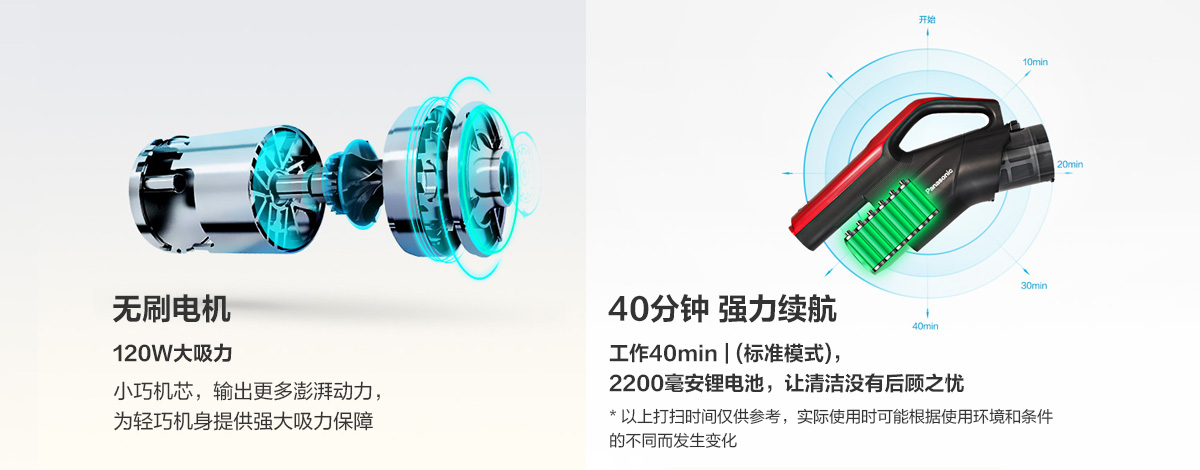 无刷电机
120W大吸力
小巧机芯，输出更多澎湃动力，
为轻巧机身提供强大吸力保障
开始
10min
20min
30min
40min
Panasonic
40分钟 强力续航
工作40min | (标准模式)，
2200毫安锂电池，让清洁没有后顾之忧
* 以上打扫时间仅供参考，实际使用时可能根据使用环境和条件
的不同而发生变化